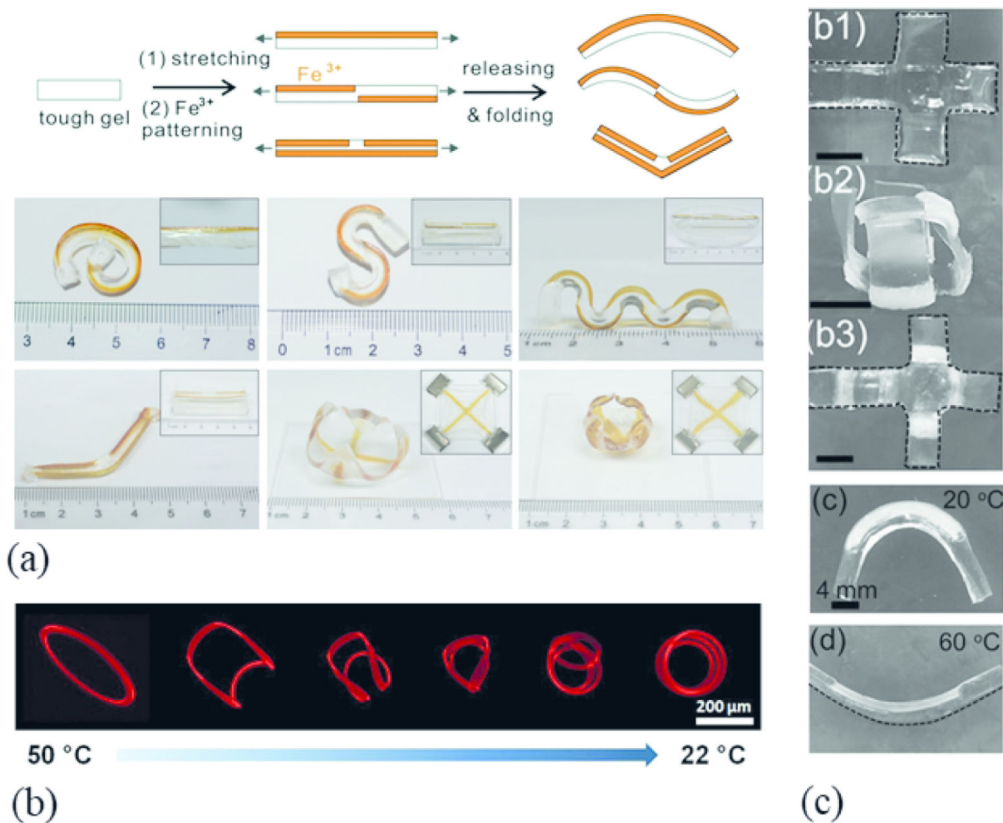 (1) stretching
Fe³⁺
releasing
tough gel
(2) Fe³⁺
patterning
& folding
3 4 5 6 7 8
0 1cm 2 3 4 5
1cm 2 3 4 5 6
1cm 2 3 4 5 6 7
1cm 2 3 4 5 6 7
1cm 2 3 4 5 6 7
(a)
200 µm
50 °C
22 °C
(b)
(b1)
(b2)
(b3)
(c)
20 °C
4 mm
(d)
60 °C
(c)